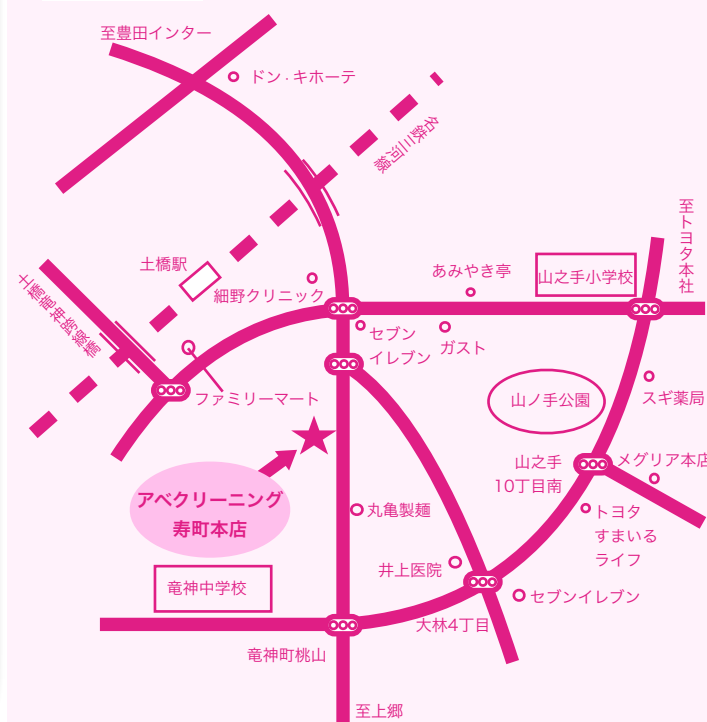 至豊田インター
ドン・キホーテ
名鉄三河線
至トヨタ本社
土橋駅
あみやき亭
山之手小学校
土橋竜神跨線橋
細野クリニック
セブン
イレブン
ガスト
ファミリーマート
山ノ手公園
スギ薬局
山之手
10丁目南
メグリア本店
アベクリーニング
寿町本店
丸亀製麺
トヨタ
すまいる
ライフ
井上医院
竜神中学校
セブンイレブン
大林4丁目
竜神町桃山
至上郷